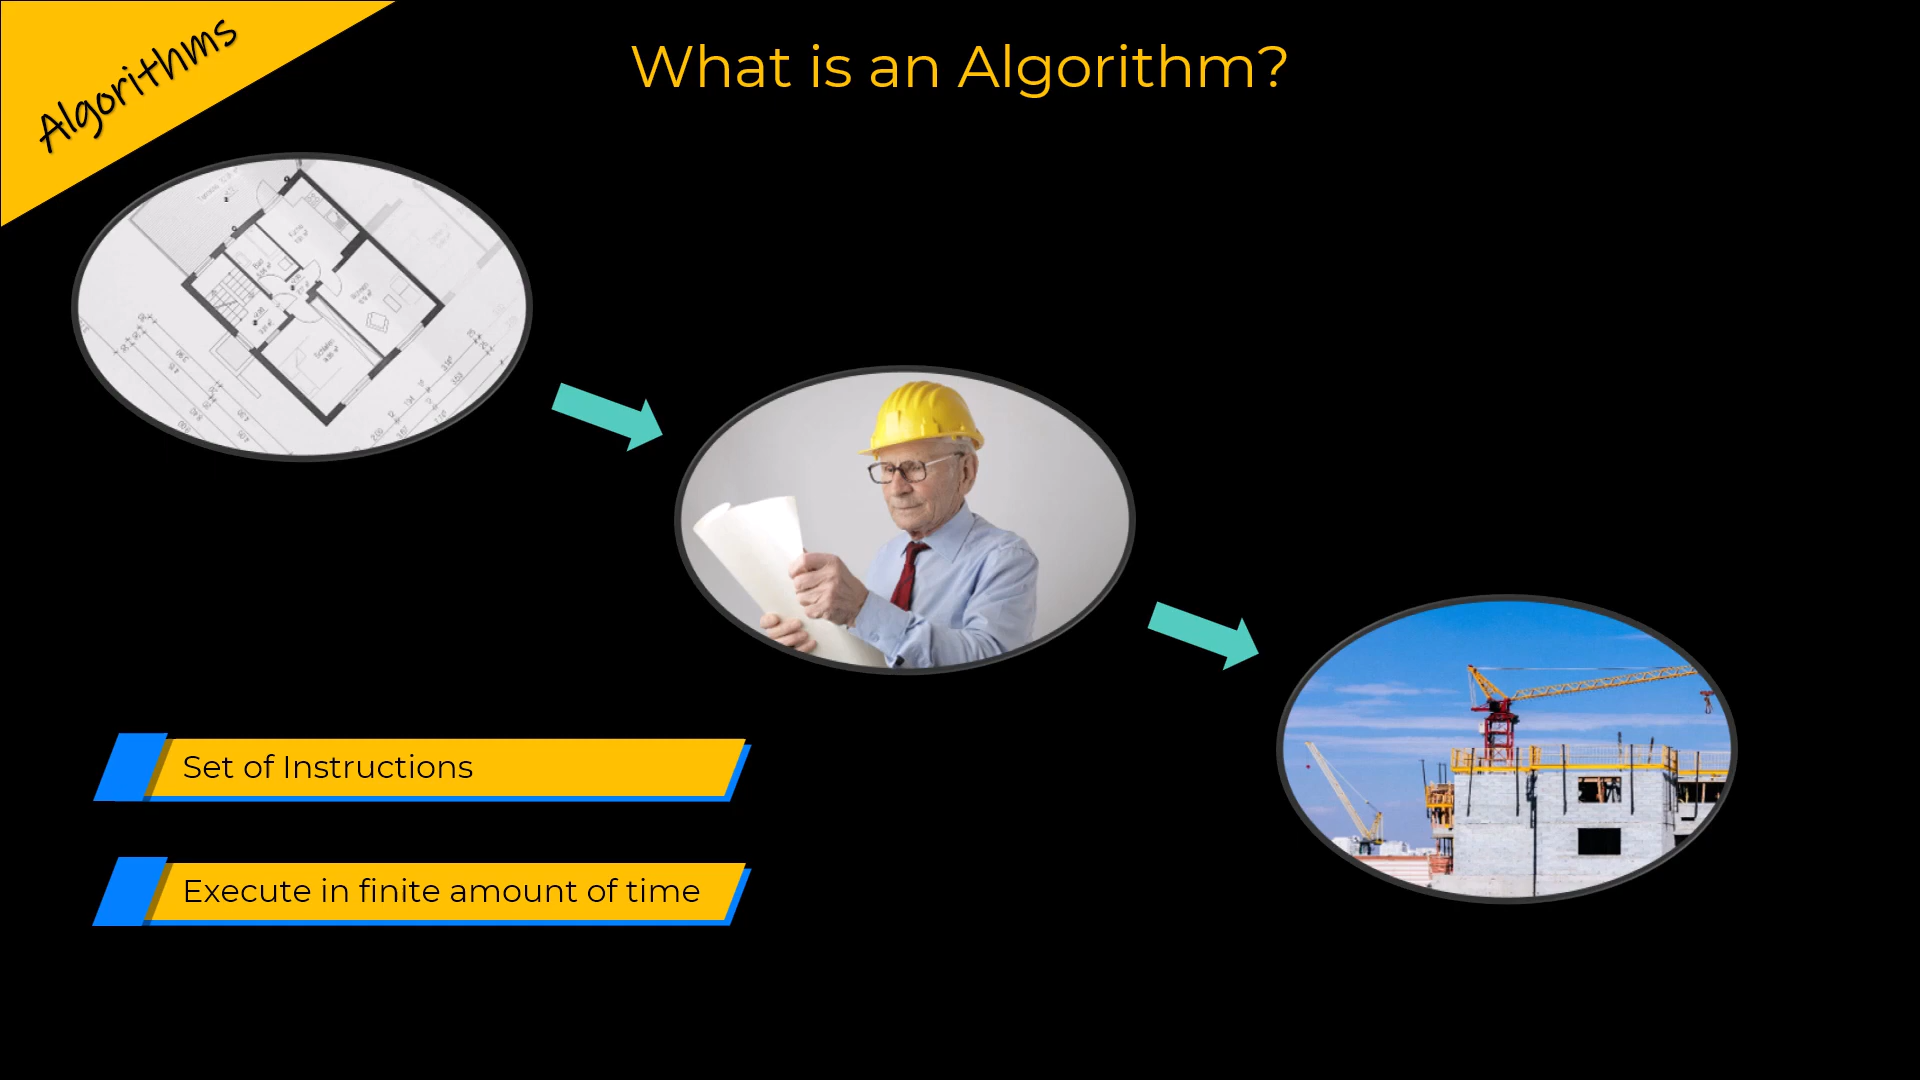 Algorithms
What is an Algorithm?
Set of Instructions
Execute in finite amount of time